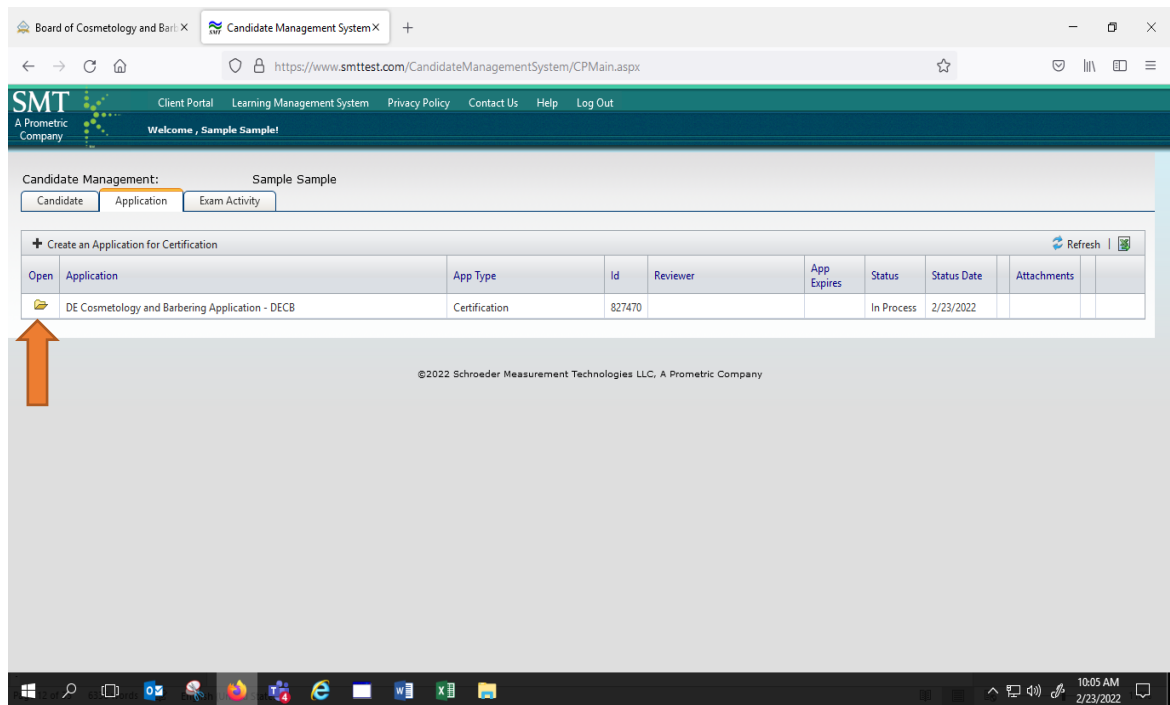 Board of Cosmetology and Barb
SMT Candidate Management System
https://www.smttest.com/CandidateManagementSystem/CPMain.aspx
SMT
A Prometric
Company
Client Portal Learning Management System Privacy Policy Contact Us Help Log Out
Welcome , Sample Sample!
Candidate Management: Sample Sample
Candidate Application Exam Activity
Create an Application for Certification Refresh |
Open Application App Type Id Reviewer App Expires Status Status Date Attachments
DE Cosmetology and Barbering Application - DECB Certification 827470 In Process 2/23/2022
©2022 Schroeder Measurement Technologies LLC, A Prometric Company
10:05 AM
2/23/2022